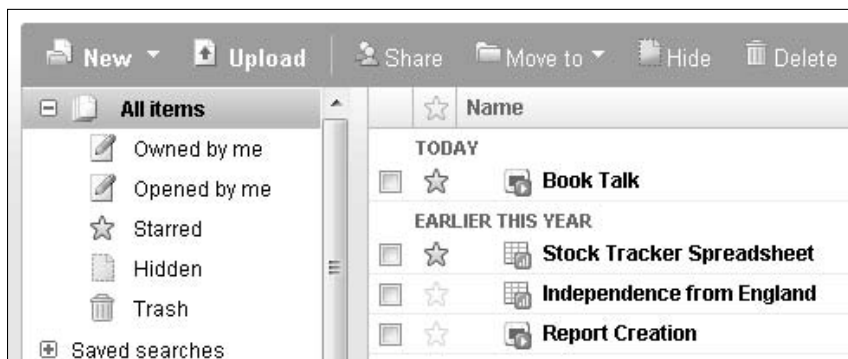 New Upload Share Move to Hide Delete
All items
Owned by me
Opened by me
Starred
Hidden
Trash
Saved searches
Name
TODAY
Book Talk
EARLIER THIS YEAR
Stock Tracker Spreadsheet
Independence from England
Report Creation